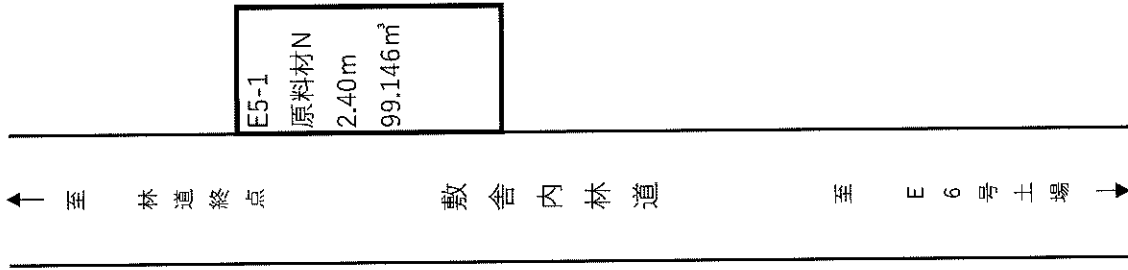 E5-1
原料材N
2.40m
99.146m³
↑ 至 林道終点
敷舎内林道
至 E6号土場 ↓